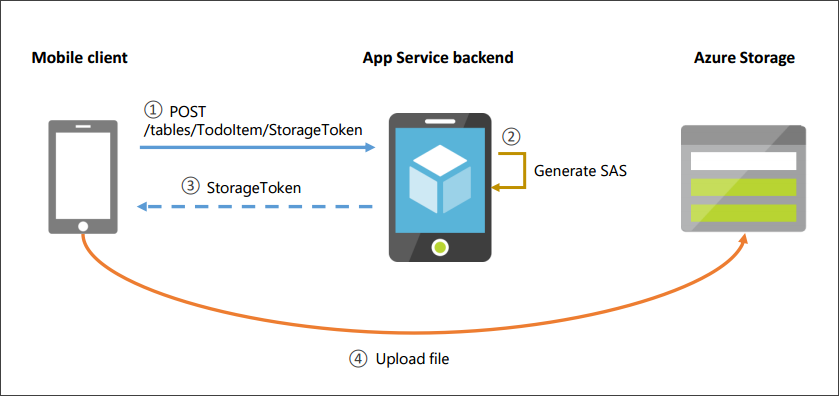 Mobile client
App Service backend
Azure Storage
① POST
/tables/TodoItem/StorageToken
②
Generate SAS
③ StorageToken
④ Upload file